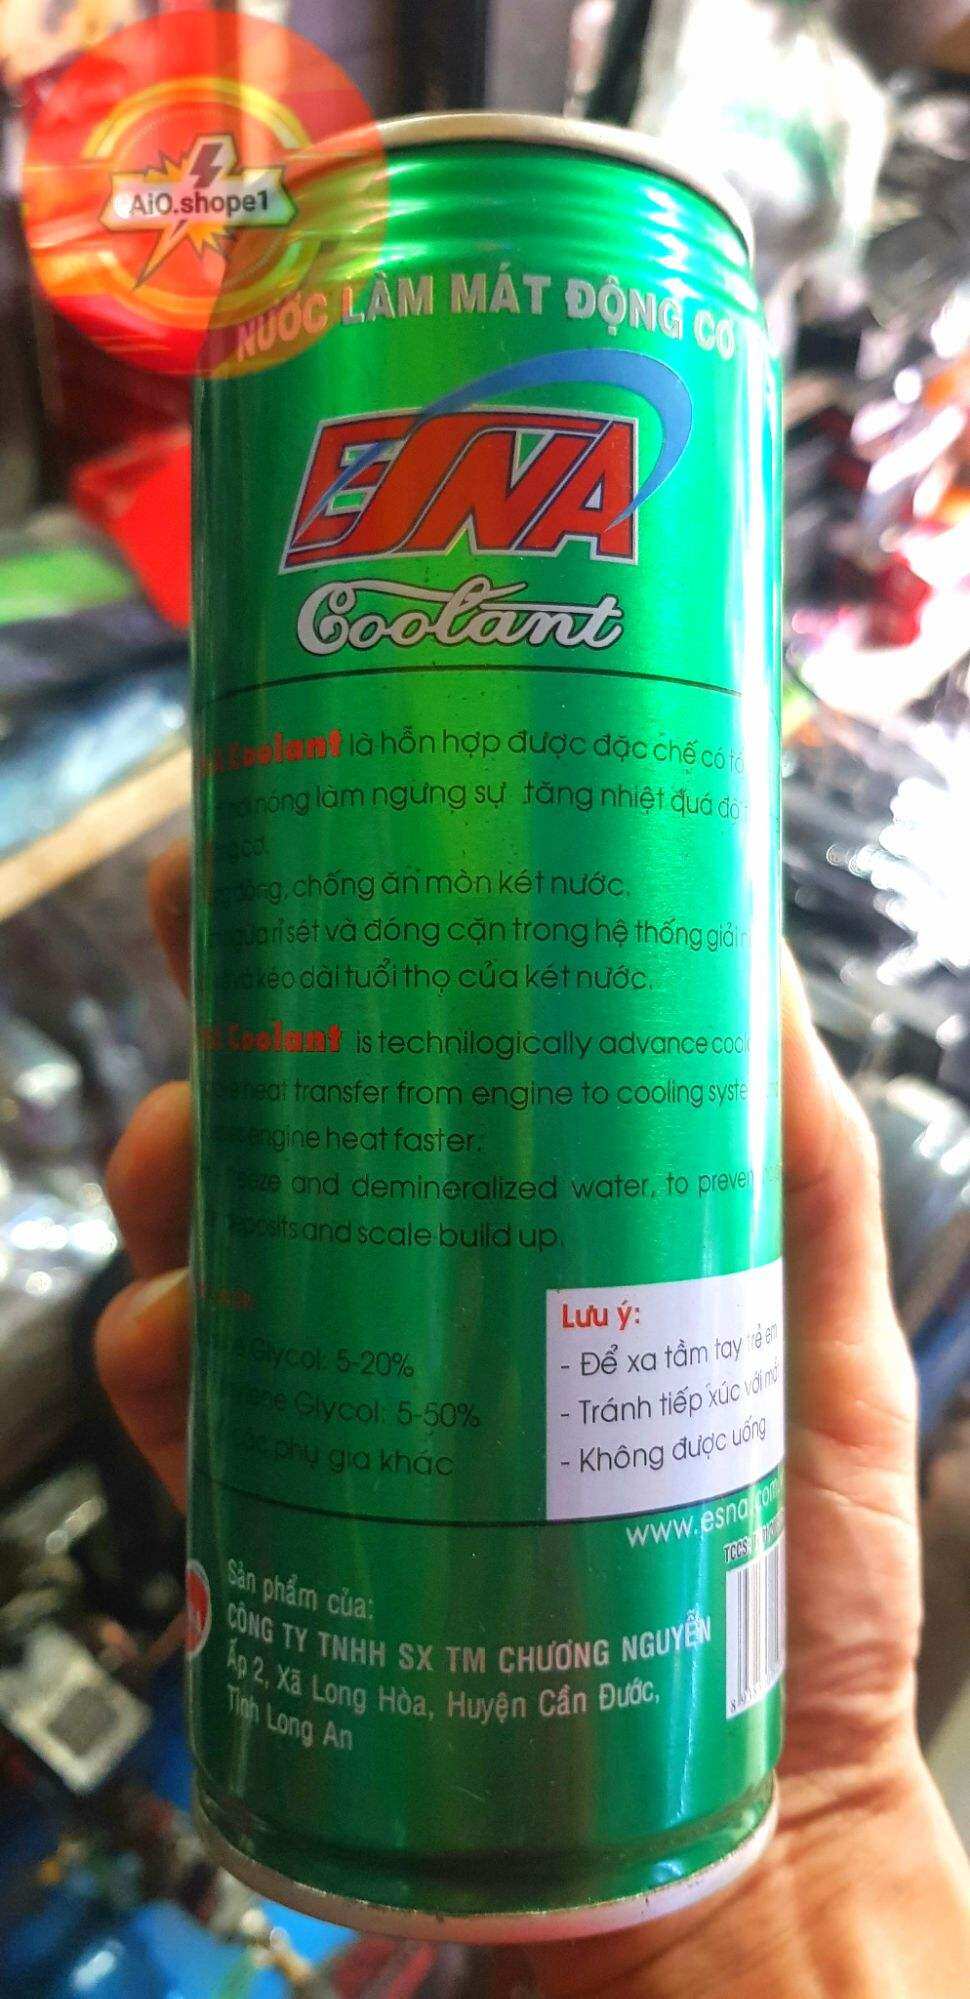 AiO.shope1
NƯỚC LÀM MÁT ĐỘNG CƠ
ESNA
Coolant
Coolant là hỗn hợp được đặc chế có
nóng làm ngưng sự tăng nhiệt quá độ
cơ.
chống ăn mòn két nước.
rỉ sét và đóng cặn trong hệ thống giải
kéo dài tuổi thọ của két nước.
Coolant is technilogically advance
heat transfer from engine to cooling
engine heat faster.
and demineralized water, to
deposits and scale build up.
Glycol: 5-20%
Glycol: 5-50%
phụ gia khác
Lưu ý:
- Để xa tầm tay trẻ em
- Tránh tiếp xúc với
- Không được uống
www.esna.com
TCCS:
Sản phẩm của:
CÔNG TY TNHH SX TM CHƯƠNG NGUYỄN
Ấp 2, Xã Long Hòa, Huyện Cần Đước,
Tỉnh Long An